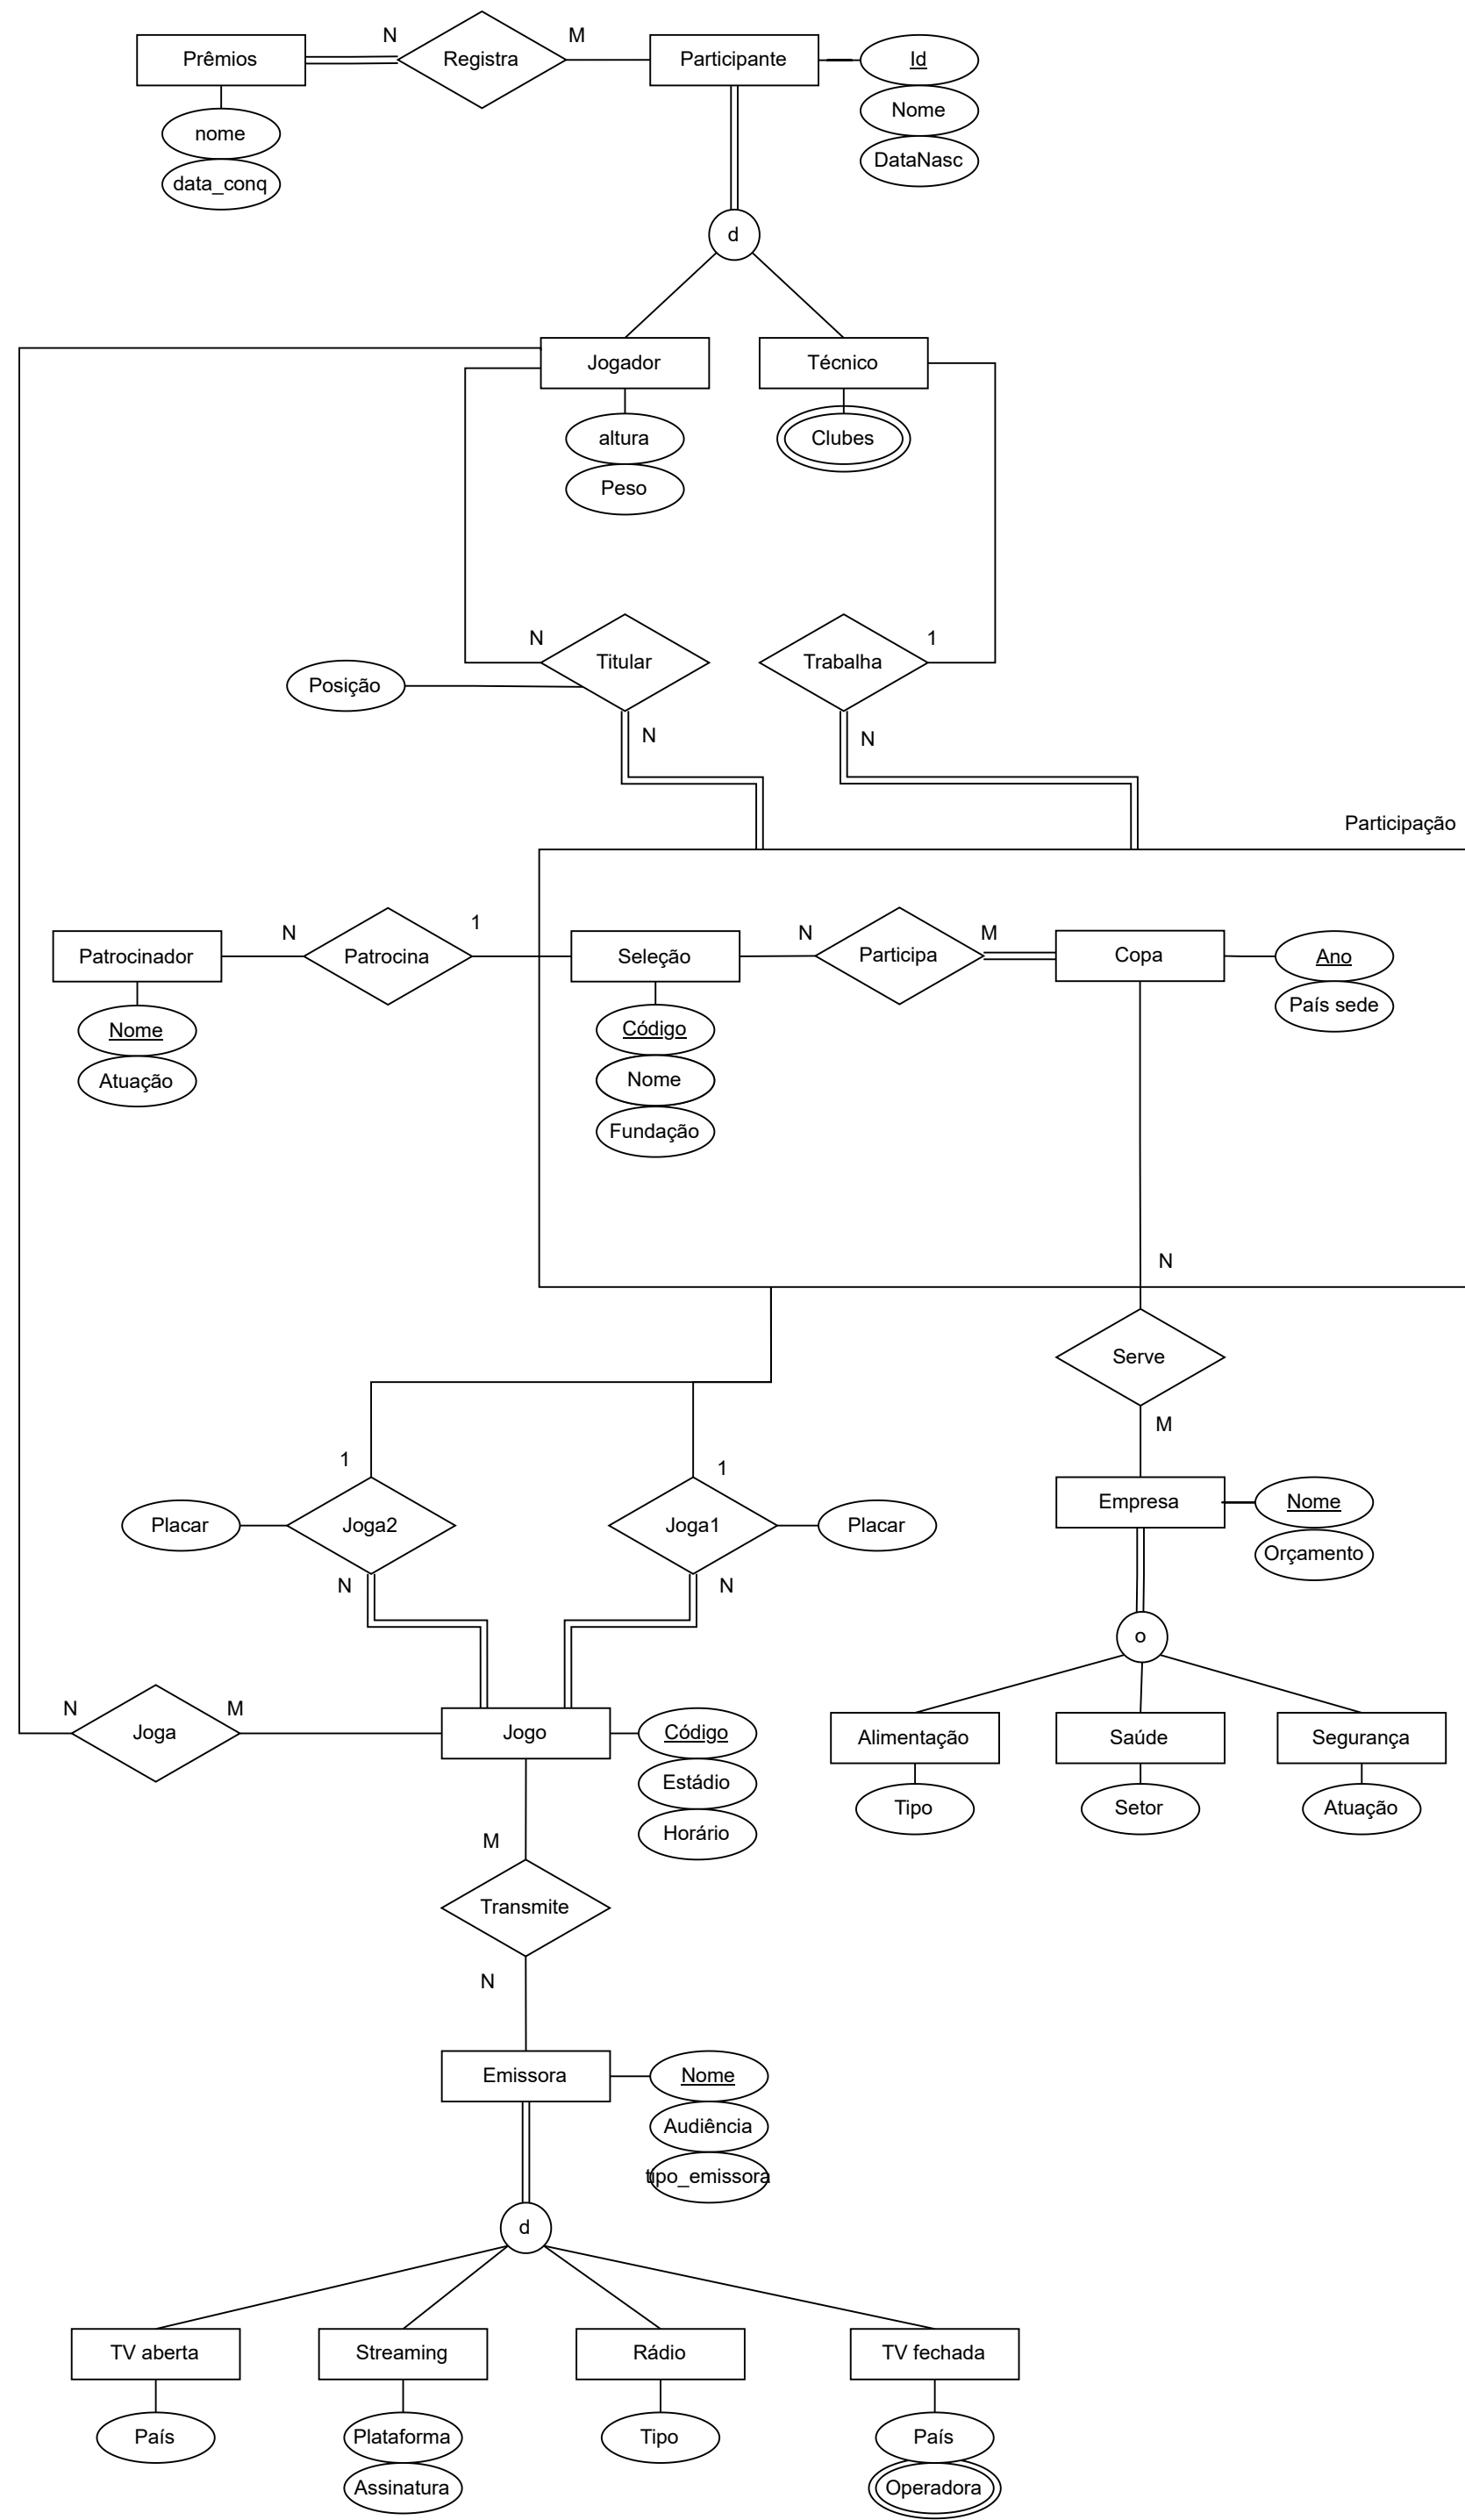 N
M
Prêmios
Registra
Participante
Id
Nome
DataNasc
nome
data_conq
d
Jogador
Técnico
altura
Peso
Clubes
N
Titular
Trabalha
1
Posição
N
N
Participação
Patrocinador
N
Patrocina
1
Seleção
N
Participa
M
Copa
Ano
País sede
Nome
Atuação
Código
Nome
Fundação
N
Serve
M
1
1
Placar
Joga2
Joga1
Placar
N
N
Empresa
Nome
Orçamento
o
N
Joga
M
Jogo
Código
Estádio
Horário
Alimentação
Saúde
Segurança
Tipo
Setor
Atuação
M
Transmite
N
Emissora
Nome
Audiência
tipo_emissora
d
TV aberta
Streaming
Rádio
TV fechada
País
Plataforma
Assinatura
Tipo
País
Operadora